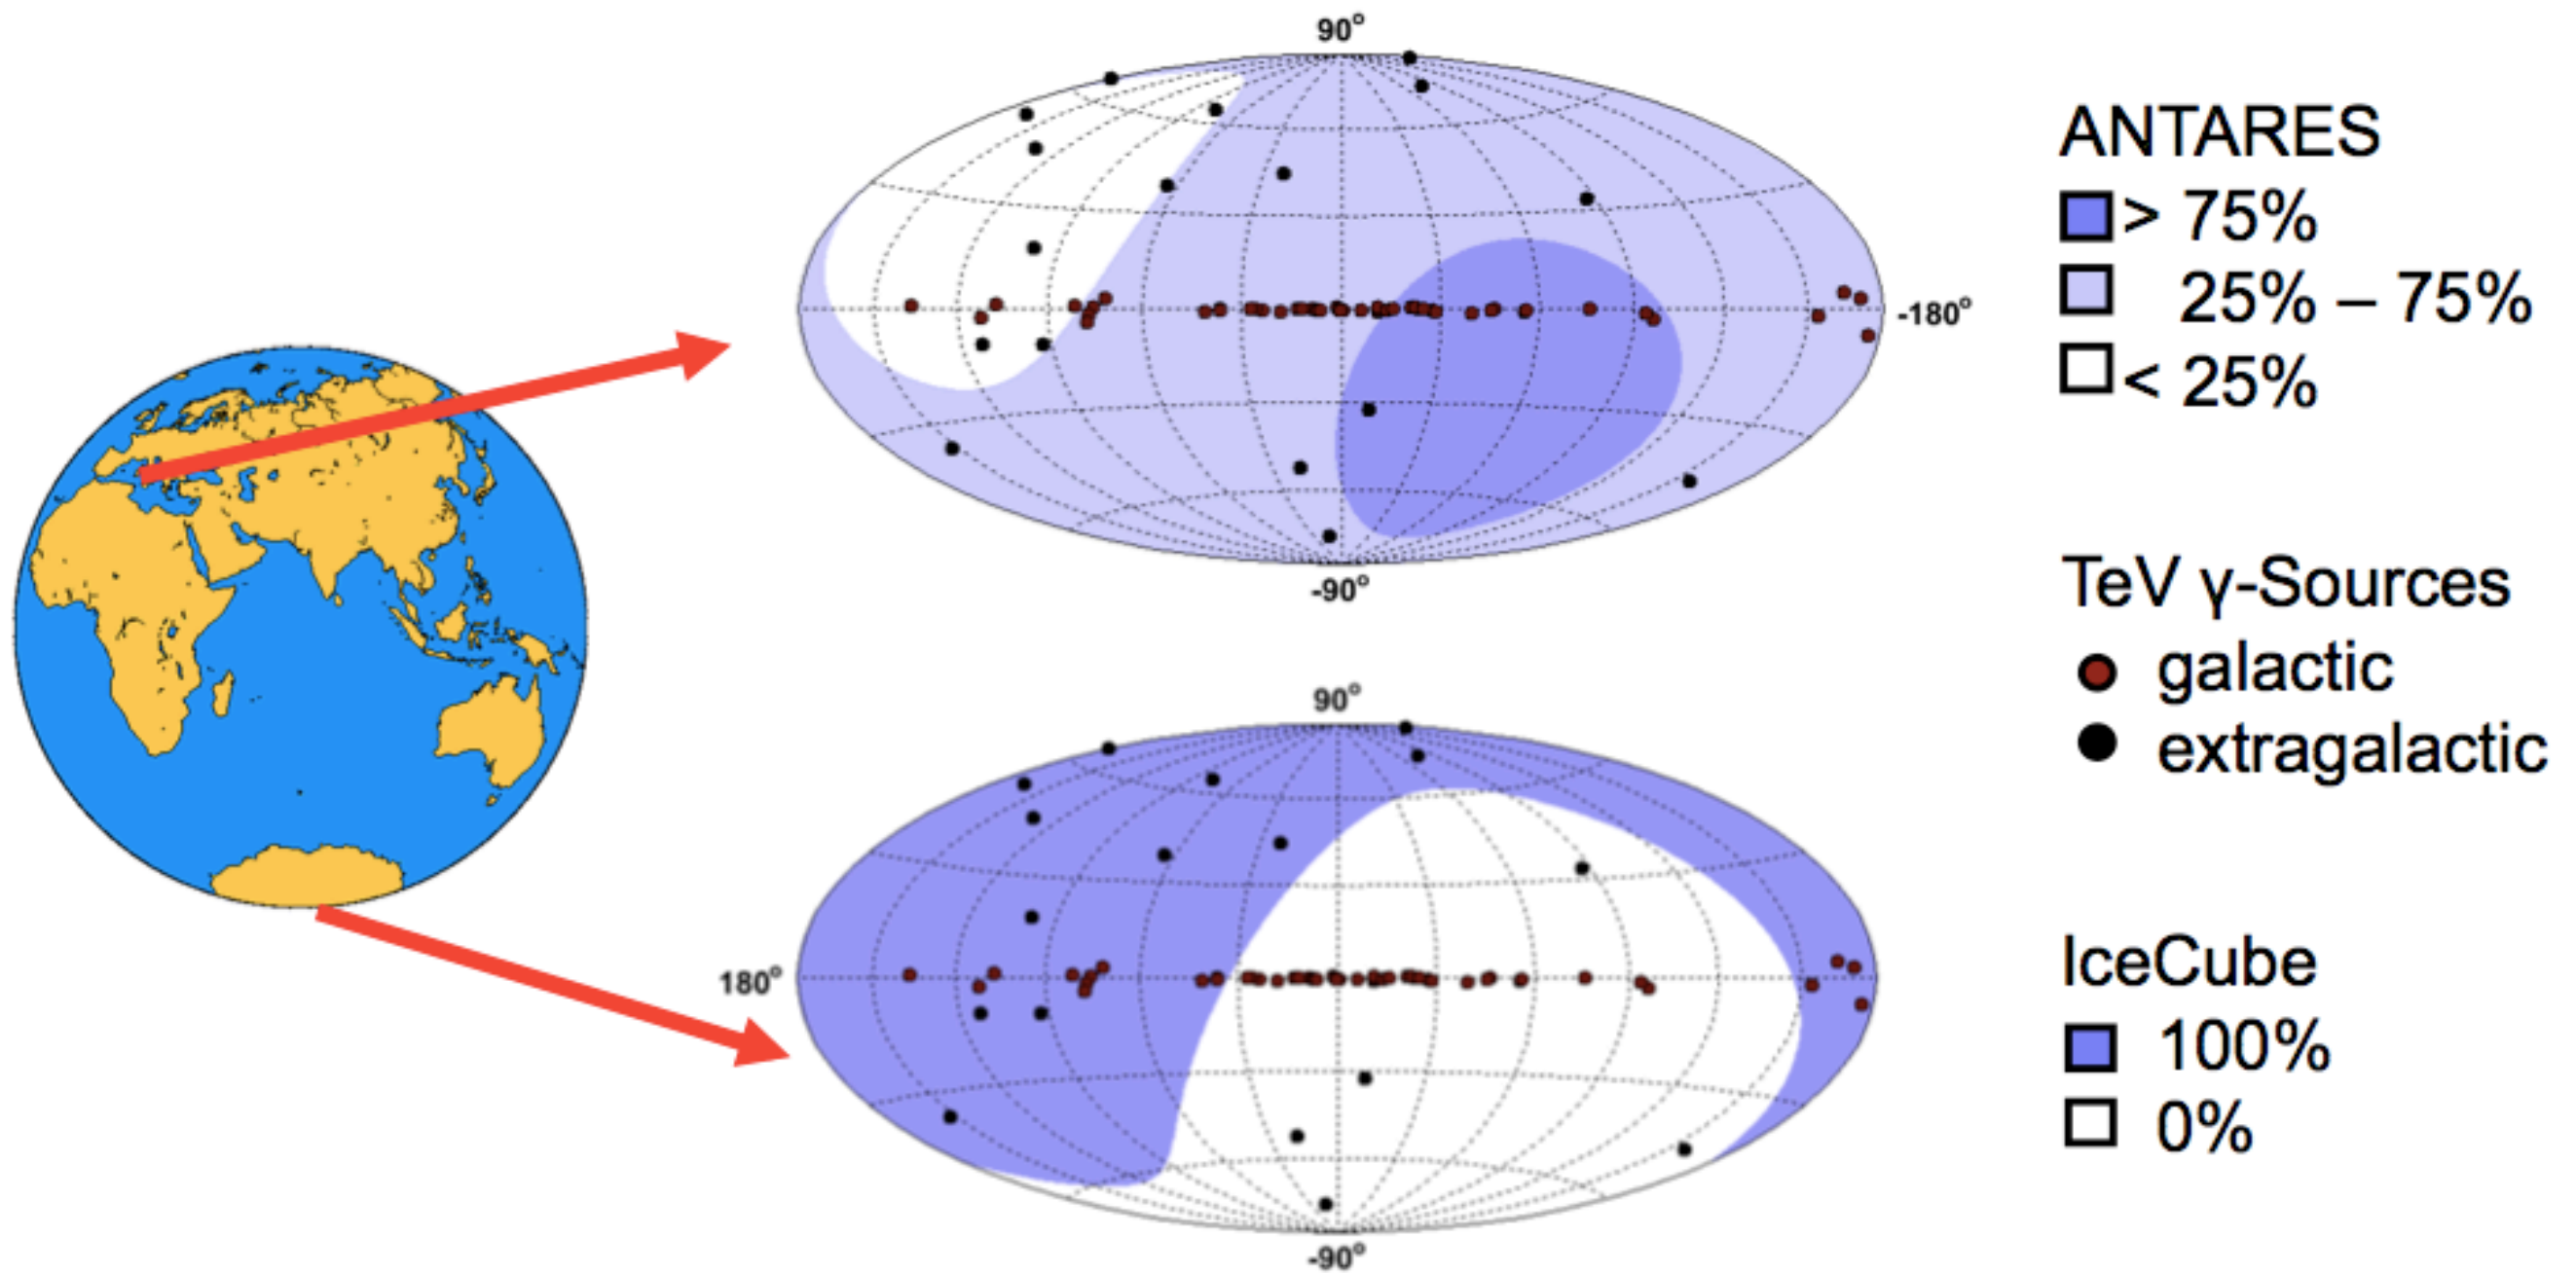 90°
-180°
-90°
90°
180°
-90°
ANTARES
> 75%
25% – 75%
< 25%
TeV γ-Sources
galactic
extragalactic
IceCube
100%
0%